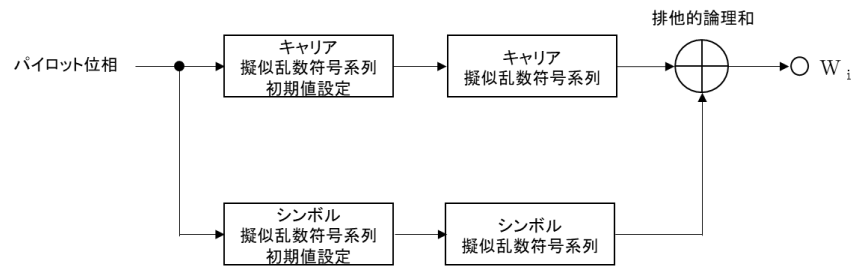 排他的論理和
パイロット位相
キャリア
擬似乱数符号系列
初期値設定
キャリア
擬似乱数符号系列
W i
シンボル
擬似乱数符号系列
初期値設定
シンボル
擬似乱数符号系列